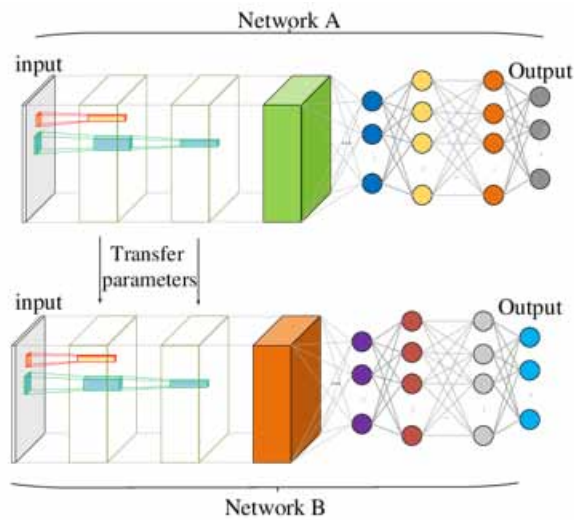 Network A
input
Output
Transfer
parameters
input
Output
Network B